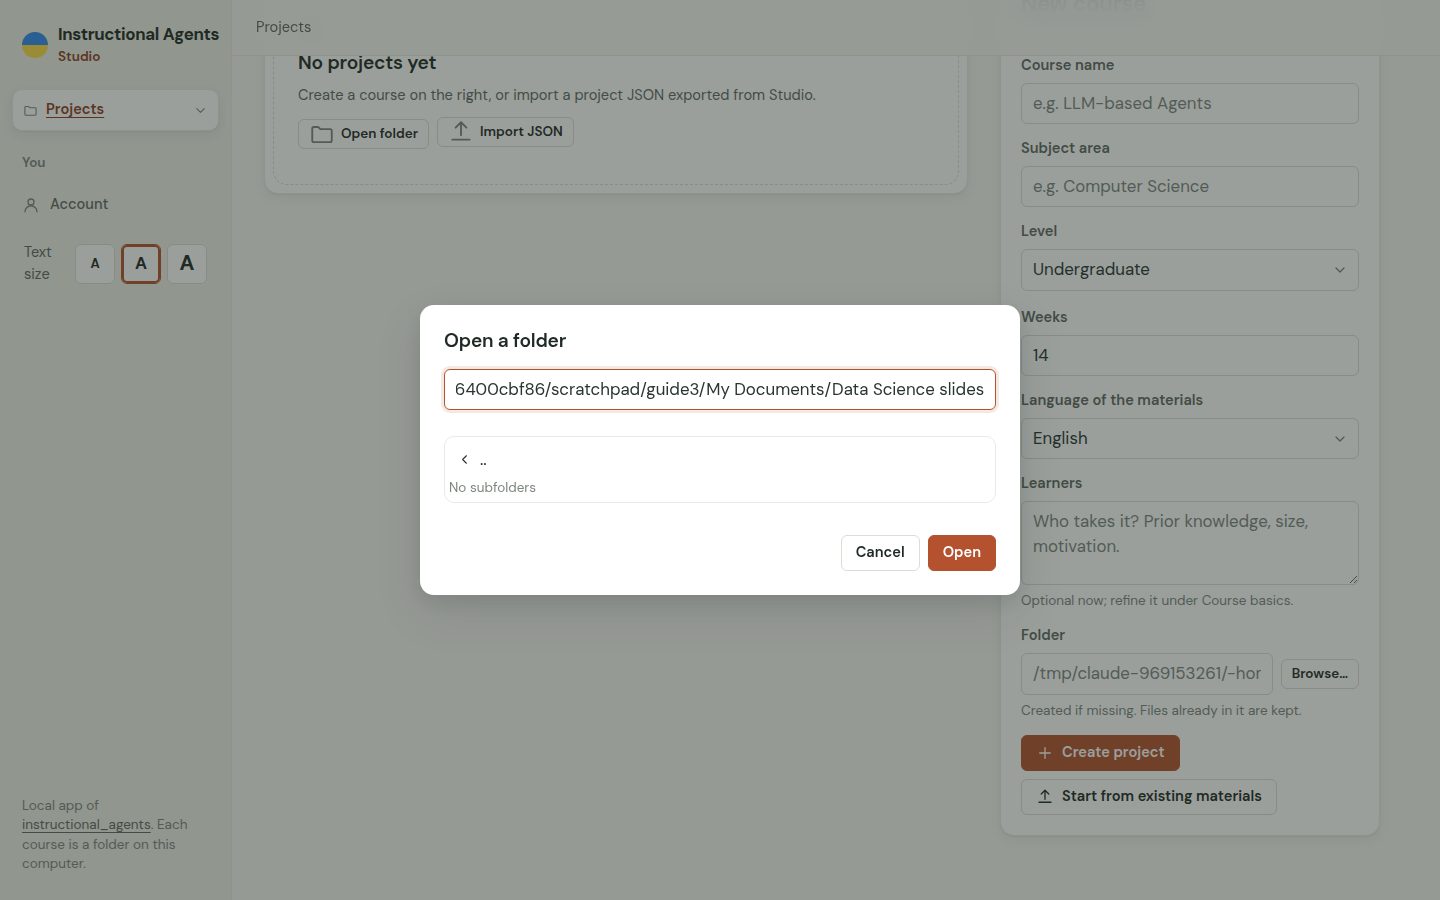 Instructional Agents
Studio
Projects
You
Account
Text size
A
A
A
Local app of
instructional_agents. Each
course is a folder on this
computer.
Projects
No projects yet
Create a course on the right, or import a project JSON exported from Studio.
Open folder
Import JSON
Open a folder
6400cbf86/scratchpad/guide3/My Documents/Data Science slides
..
No subfolders
Cancel
Open
New course
Course name
e.g. LLM-based Agents
Subject area
e.g. Computer Science
Level
Undergraduate
Weeks
14
Language of the materials
English
Learners
Who takes it? Prior knowledge, size,
motivation.
Optional now; refine it under Course basics.
Folder
/tmp/claude-969153261/-hor
Browse...
Created if missing. Files already in it are kept.
Create project
Start from existing materials